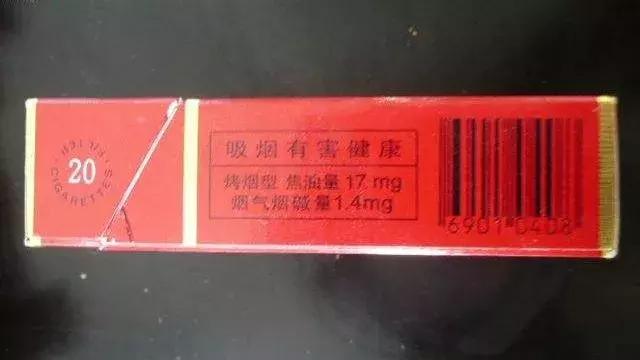 20
FILTER
CIGARETTES
吸烟有害健康
烤烟型 焦油量 17 mg
烟气烟碱量1.4mg
6901 0408